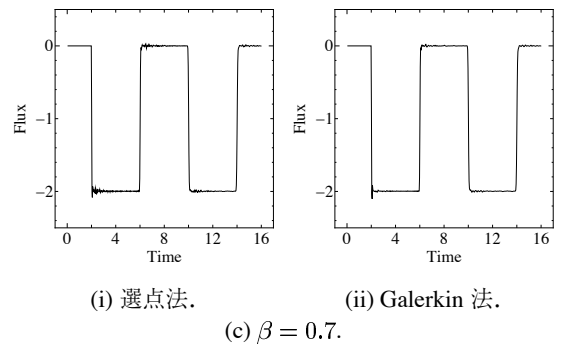 0
−1
−2
Flux
0 4 8 12 16
Time
0
−1
−2
Flux
0 4 8 12 16
Time
(i) 選点法.
(ii) Galerkin 法.
(c) β = 0.7.